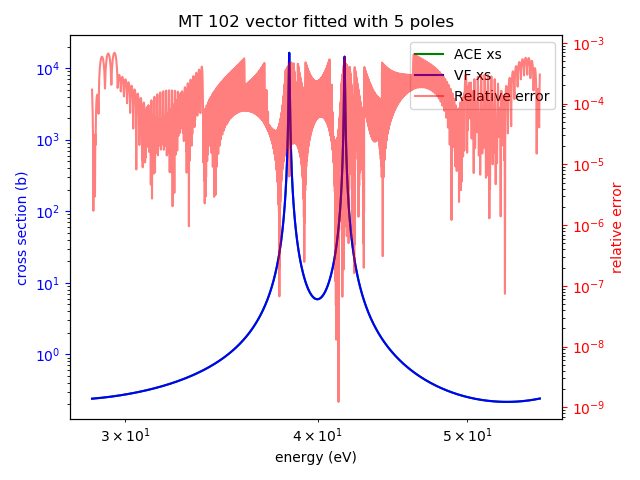 MT 102 vector fitted with 5 poles
ACE xs
VF xs
Relative error
cross section (b)
10⁴
10³
10²
10¹
10⁰
relative error
10⁻³
10⁻⁴
10⁻⁵
10⁻⁶
10⁻⁷
10⁻⁸
10⁻⁹
3 × 10¹
4 × 10¹
5 × 10¹
energy (eV)